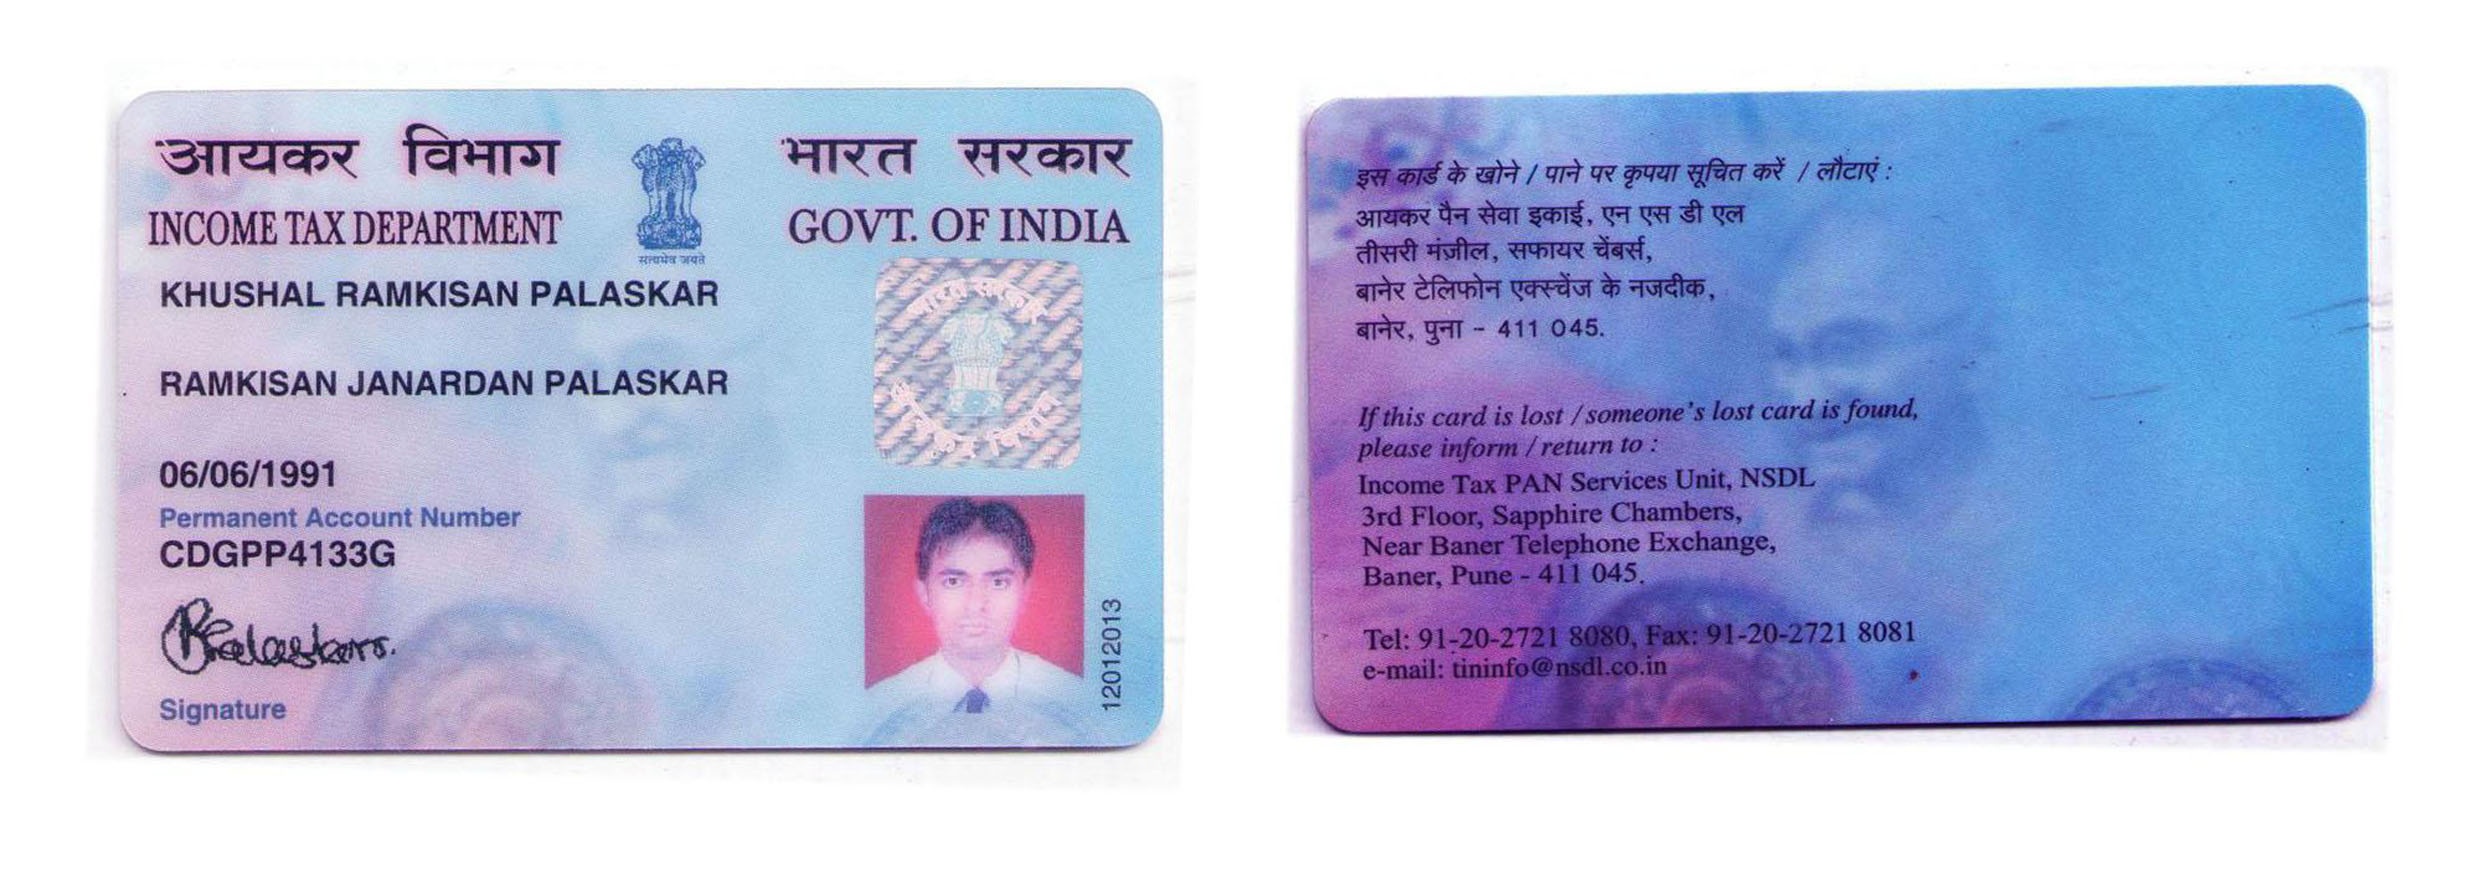 आयकर विभाग
INCOME TAX DEPARTMENT
सत्यमेव जयते
भारत सरकार
GOVT. OF INDIA
KHUSHAL RAMKISAN PALASKAR
RAMKISAN JANARDAN PALASKAR
06/06/1991
Permanent Account Number
CDGPP4133G
Palaskar.
Signature
भारत सरकार
आयकर विभाग
12012013
इस कार्ड के खोने / पाने पर कृपया सूचित करें / लौटाएं :
आयकर पैन सेवा इकाई, एन एस डी एल
तीसरी मंज़ील, सफायर चेंबर्स,
बानेर टेलिफोन एक्स्चेंज के नजदीक,
बानेर, पुना - 411 045.
If this card is lost / someone's lost card is found,
please inform / return to :
Income Tax PAN Services Unit, NSDL
3rd Floor, Sapphire Chambers,
Near Baner Telephone Exchange,
Baner, Pune - 411 045.
Tel: 91-20-2721 8080, Fax: 91-20-2721 8081
e-mail: tininfo@nsdl.co.in